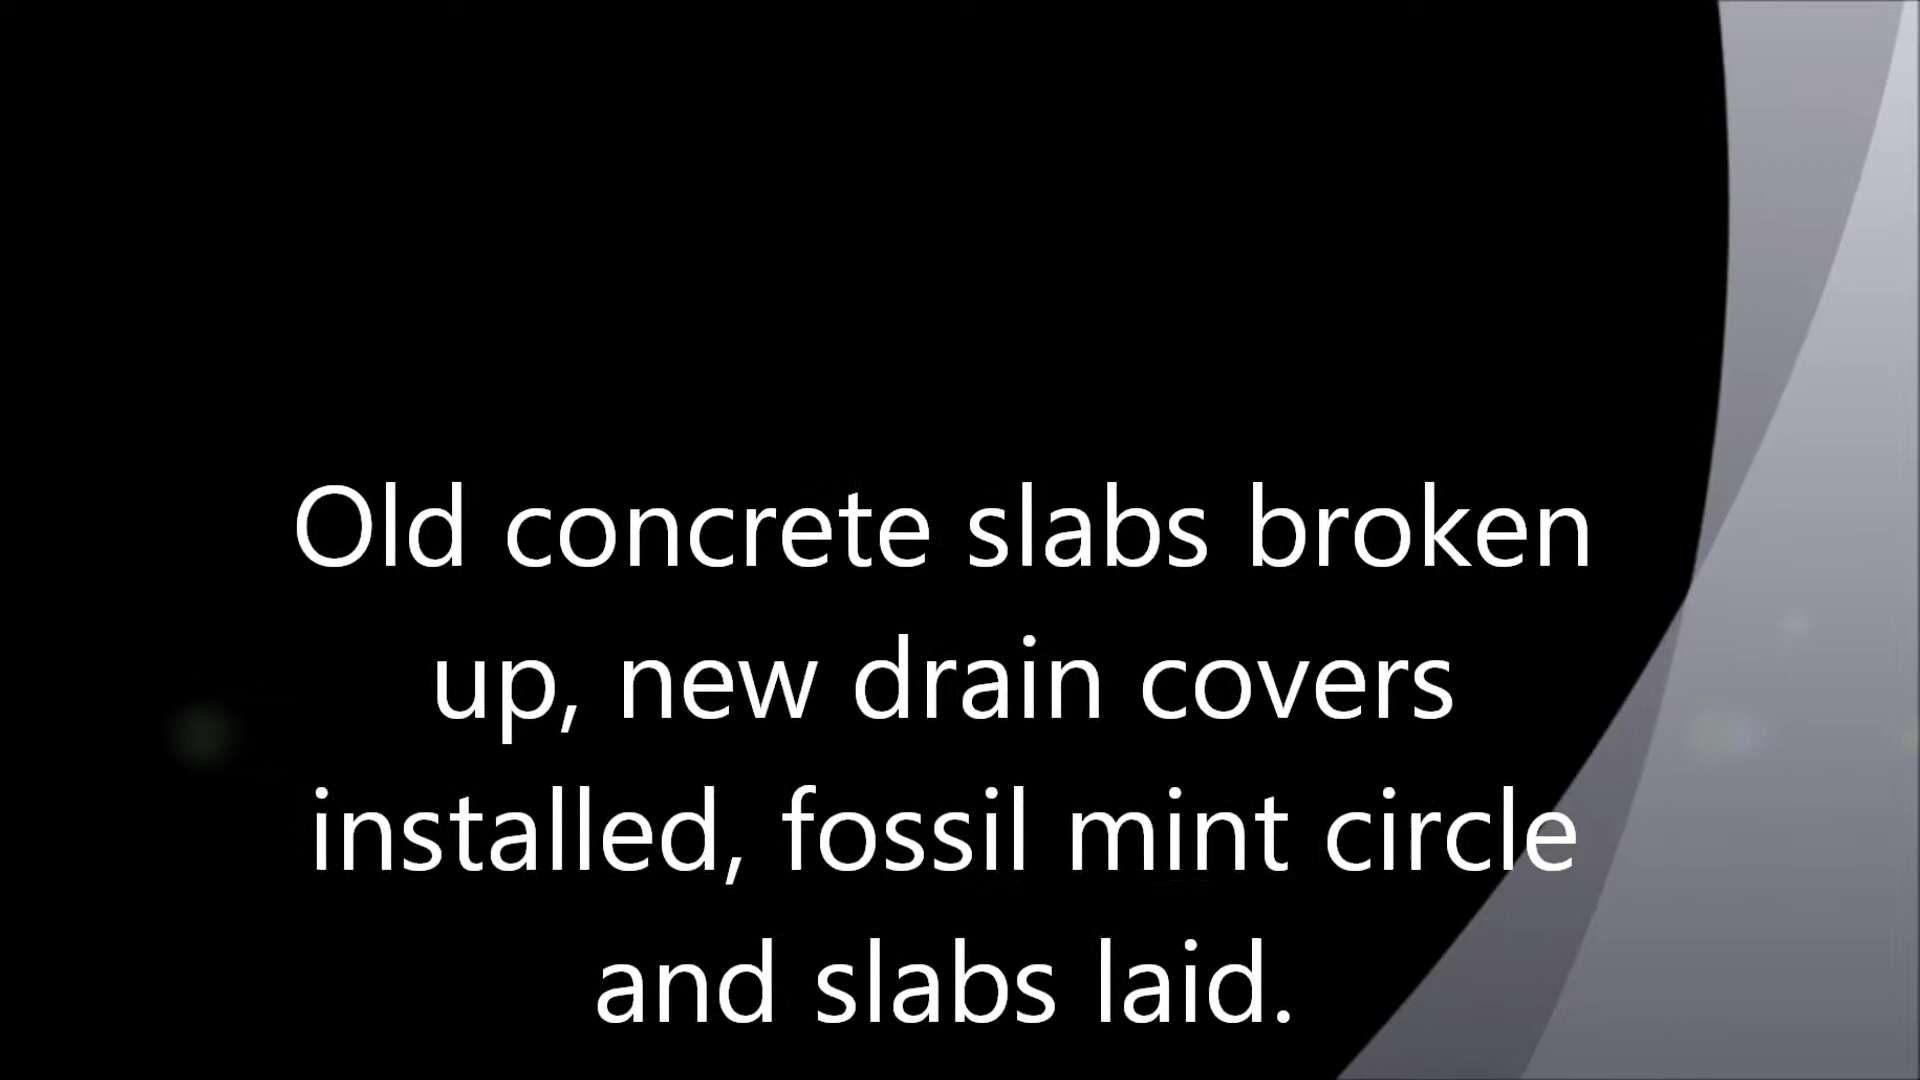 Old concrete slabs broken
up, new drain covers
installed, fossil mint circle
and slabs laid.